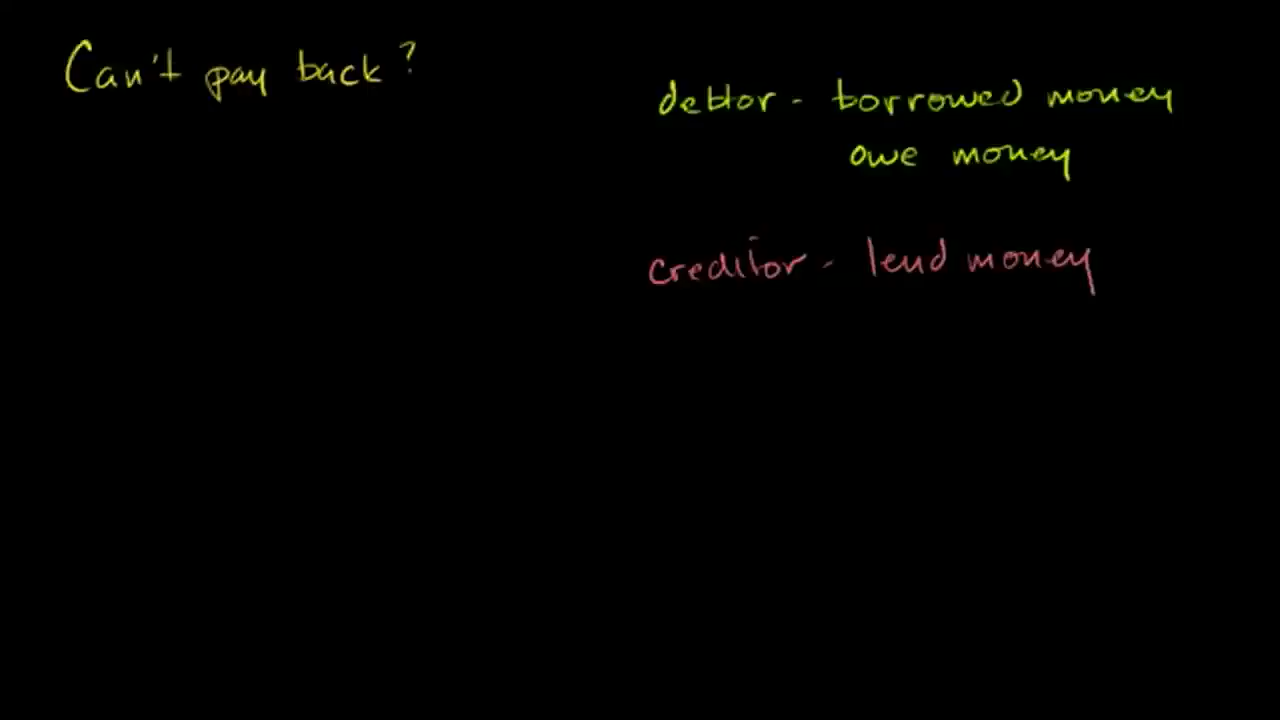 Can't pay back?
debtor - borrowed money
owe money
creditor - lend money